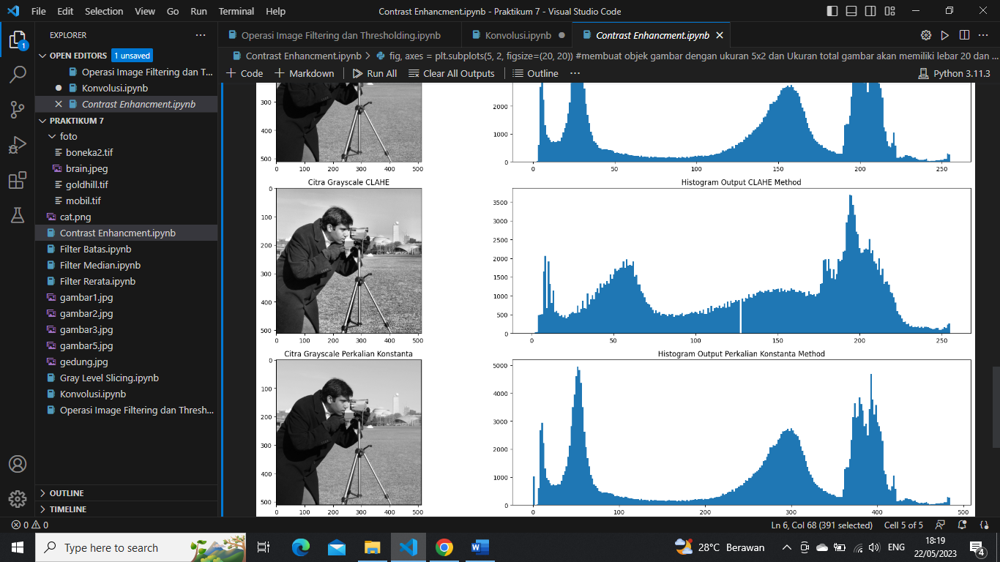 File Edit Selection View Go Run Terminal Help
Contrast Enhancment.ipynb - Praktikum 7 - Visual Studio Code
EXPLORER
OPEN EDITORS 1 unsaved
Operasi Image Filtering dan T...
Konvolusi.ipynb
Contrast Enhancment.ipynb
PRAKTIKUM 7
foto
boneka2.tif
brain.jpeg
goldhill.tif
mobil.tif
cat.png
Contrast Enhancment.ipynb
Filter Batas.ipynb
Filter Median.ipynb
Filter Rerata.ipynb
gambar1.jpg
gambar2.jpg
gambar3.jpg
gambar5.jpg
gedung.jpg
Gray Level Slicing.ipynb
Konvolusi.ipynb
Operasi Image Filtering dan Thresh...
OUTLINE
TIMELINE
1
Operasi Image Filtering dan Thresholding.ipynb Konvolusi.ipynb Contrast Enhancment.ipynb
Contrast Enhancment.ipynb > fig, axes = plt.subplots(5, 2, figsize=(20, 20)) #membuat objek gambar dengan ukuran 5x2 dan Ukuran total gambar akan memiliki lebar 20 dan ...
+ Code + Markdown Run All Clear All Outputs Outline ... Python 3.11.3
300
400
500
0 100 200 300 400 500
2000
1000
0
0 50 100 150 200 250
Citra Grayscale CLAHE
0
100
200
300
400
500
0 100 200 300 400 500
Histogram Output CLAHE Method
3500
3000
2500
2000
1500
1000
500
0
0 50 100 150 200 250
Citra Grayscale Perkalian Konstanta
0
100
200
300
400
500
0 100 200 300 400 500
Histogram Output Perkalian Konstanta Method
5000
4000
3000
2000
1000
0
0 100 200 300 400 500
0 0 Ln 6, Col 68 (391 selected) Cell 5 of 5
Type here to search
28°C Berawan ENG 18:19
22/05/2023
4